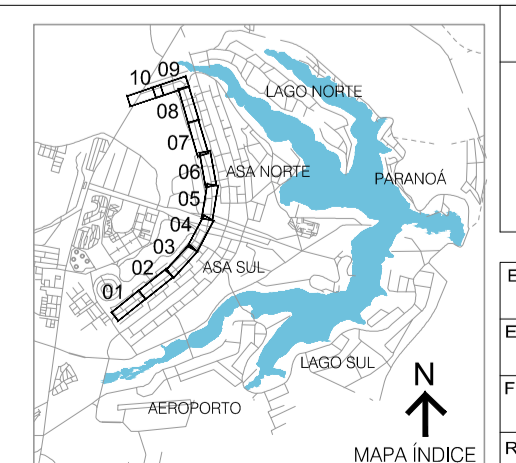 09
10
LAGO NORTE
08
07
ASA NORTE
06
PARANOÁ
05
04
03
ASA SUL
02
01
LAGO SUL
N
AEROPORTO
MAPA ÍNDICE
E
E
F
R